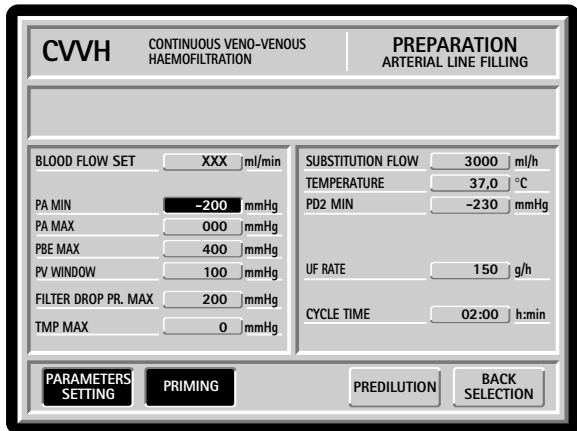 CVVH
CONTINUOUS VENO-VENOUS
HAEMOFILTRATION
PREPARATION
ARTERIAL LINE FILLING
BLOOD FLOW SET XXX ml/min
PA MIN -200 mmHg
PA MAX 000 mmHg
PBE MAX 400 mmHg
PV WINDOW 100 mmHg
FILTER DROP PR. MAX 200 mmHg
TMP MAX 0 mmHg
SUBSTITUTION FLOW 3000 ml/h
TEMPERATURE 37,0 °C
PD2 MIN -230 mmHg
UF RATE 150 g/h
CYCLE TIME 02:00 h:min
PARAMETERS
SETTING
PRIMING
PREDILUTION
BACK
SELECTION